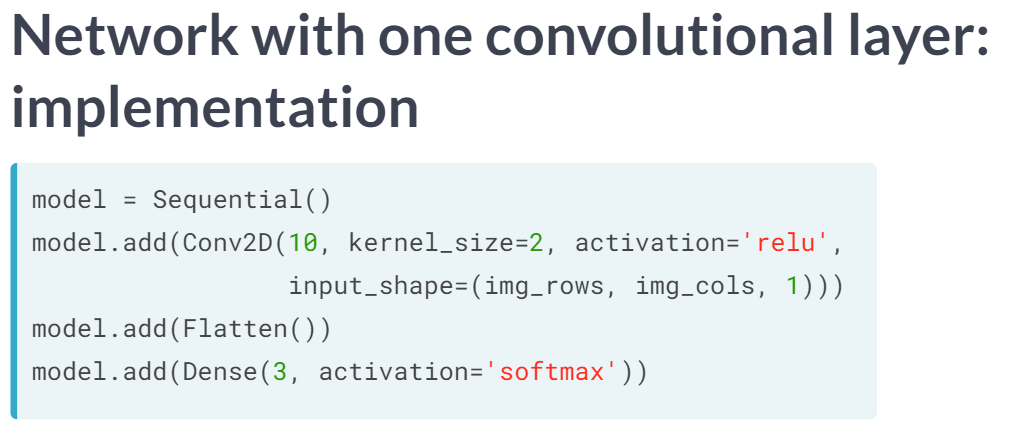 Network with one convolutional layer:
implementation
model = Sequential()
model.add(Conv2D(10, kernel_size=2, activation='relu',
                 input_shape=(img_rows, img_cols, 1)))
model.add(Flatten())
model.add(Dense(3, activation='softmax'))